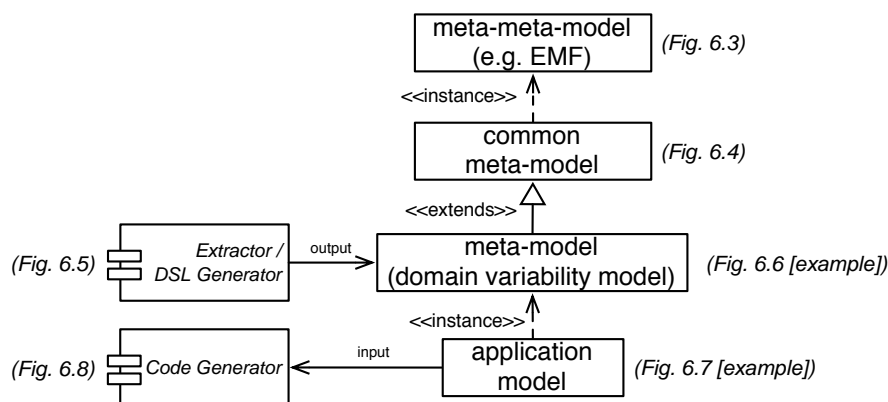 meta-meta-model
(e.g. EMF)
(Fig. 6.3)
<<instance>>
common
meta-model
(Fig. 6.4)
<<extends>>
(Fig. 6.5)
Extractor /
DSL Generator
output
meta-model
(domain variability model)
(Fig. 6.6 [example])
<<instance>>
(Fig. 6.8)
Code Generator
input
application
model
(Fig. 6.7 [example])